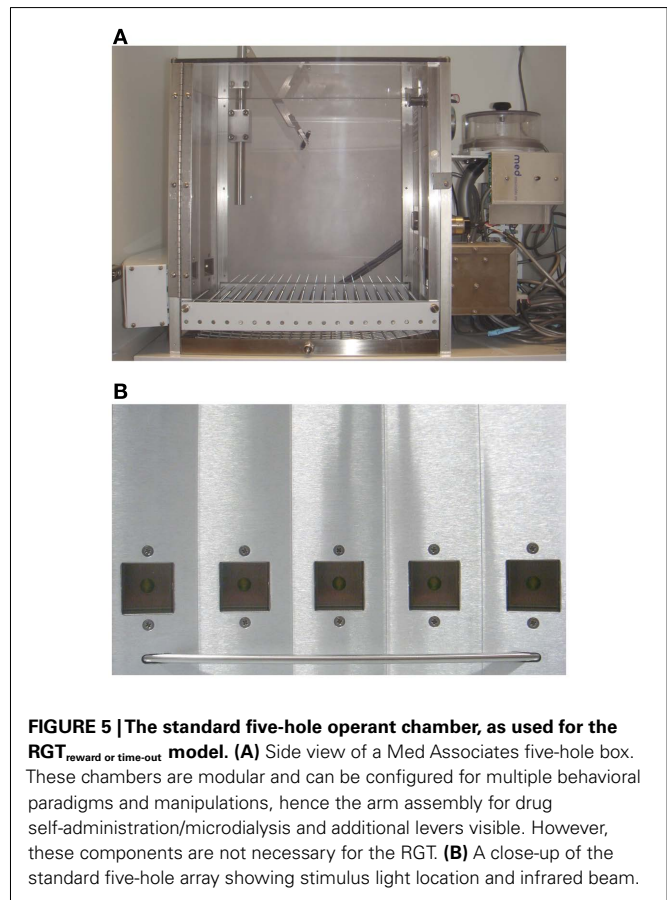 A
med
B
FIGURE 5 | The standard five-hole operant chamber, as used for the
RGTreward or time-out model. (A) Side view of a Med Associates five-hole box.
These chambers are modular and can be configured for multiple behavioral
paradigms and manipulations, hence the arm assembly for drug
self-administration/microdialysis and additional levers visible. However,
these components are not necessary for the RGT. (B) A close-up of the
standard five-hole array showing stimulus light location and infrared beam.